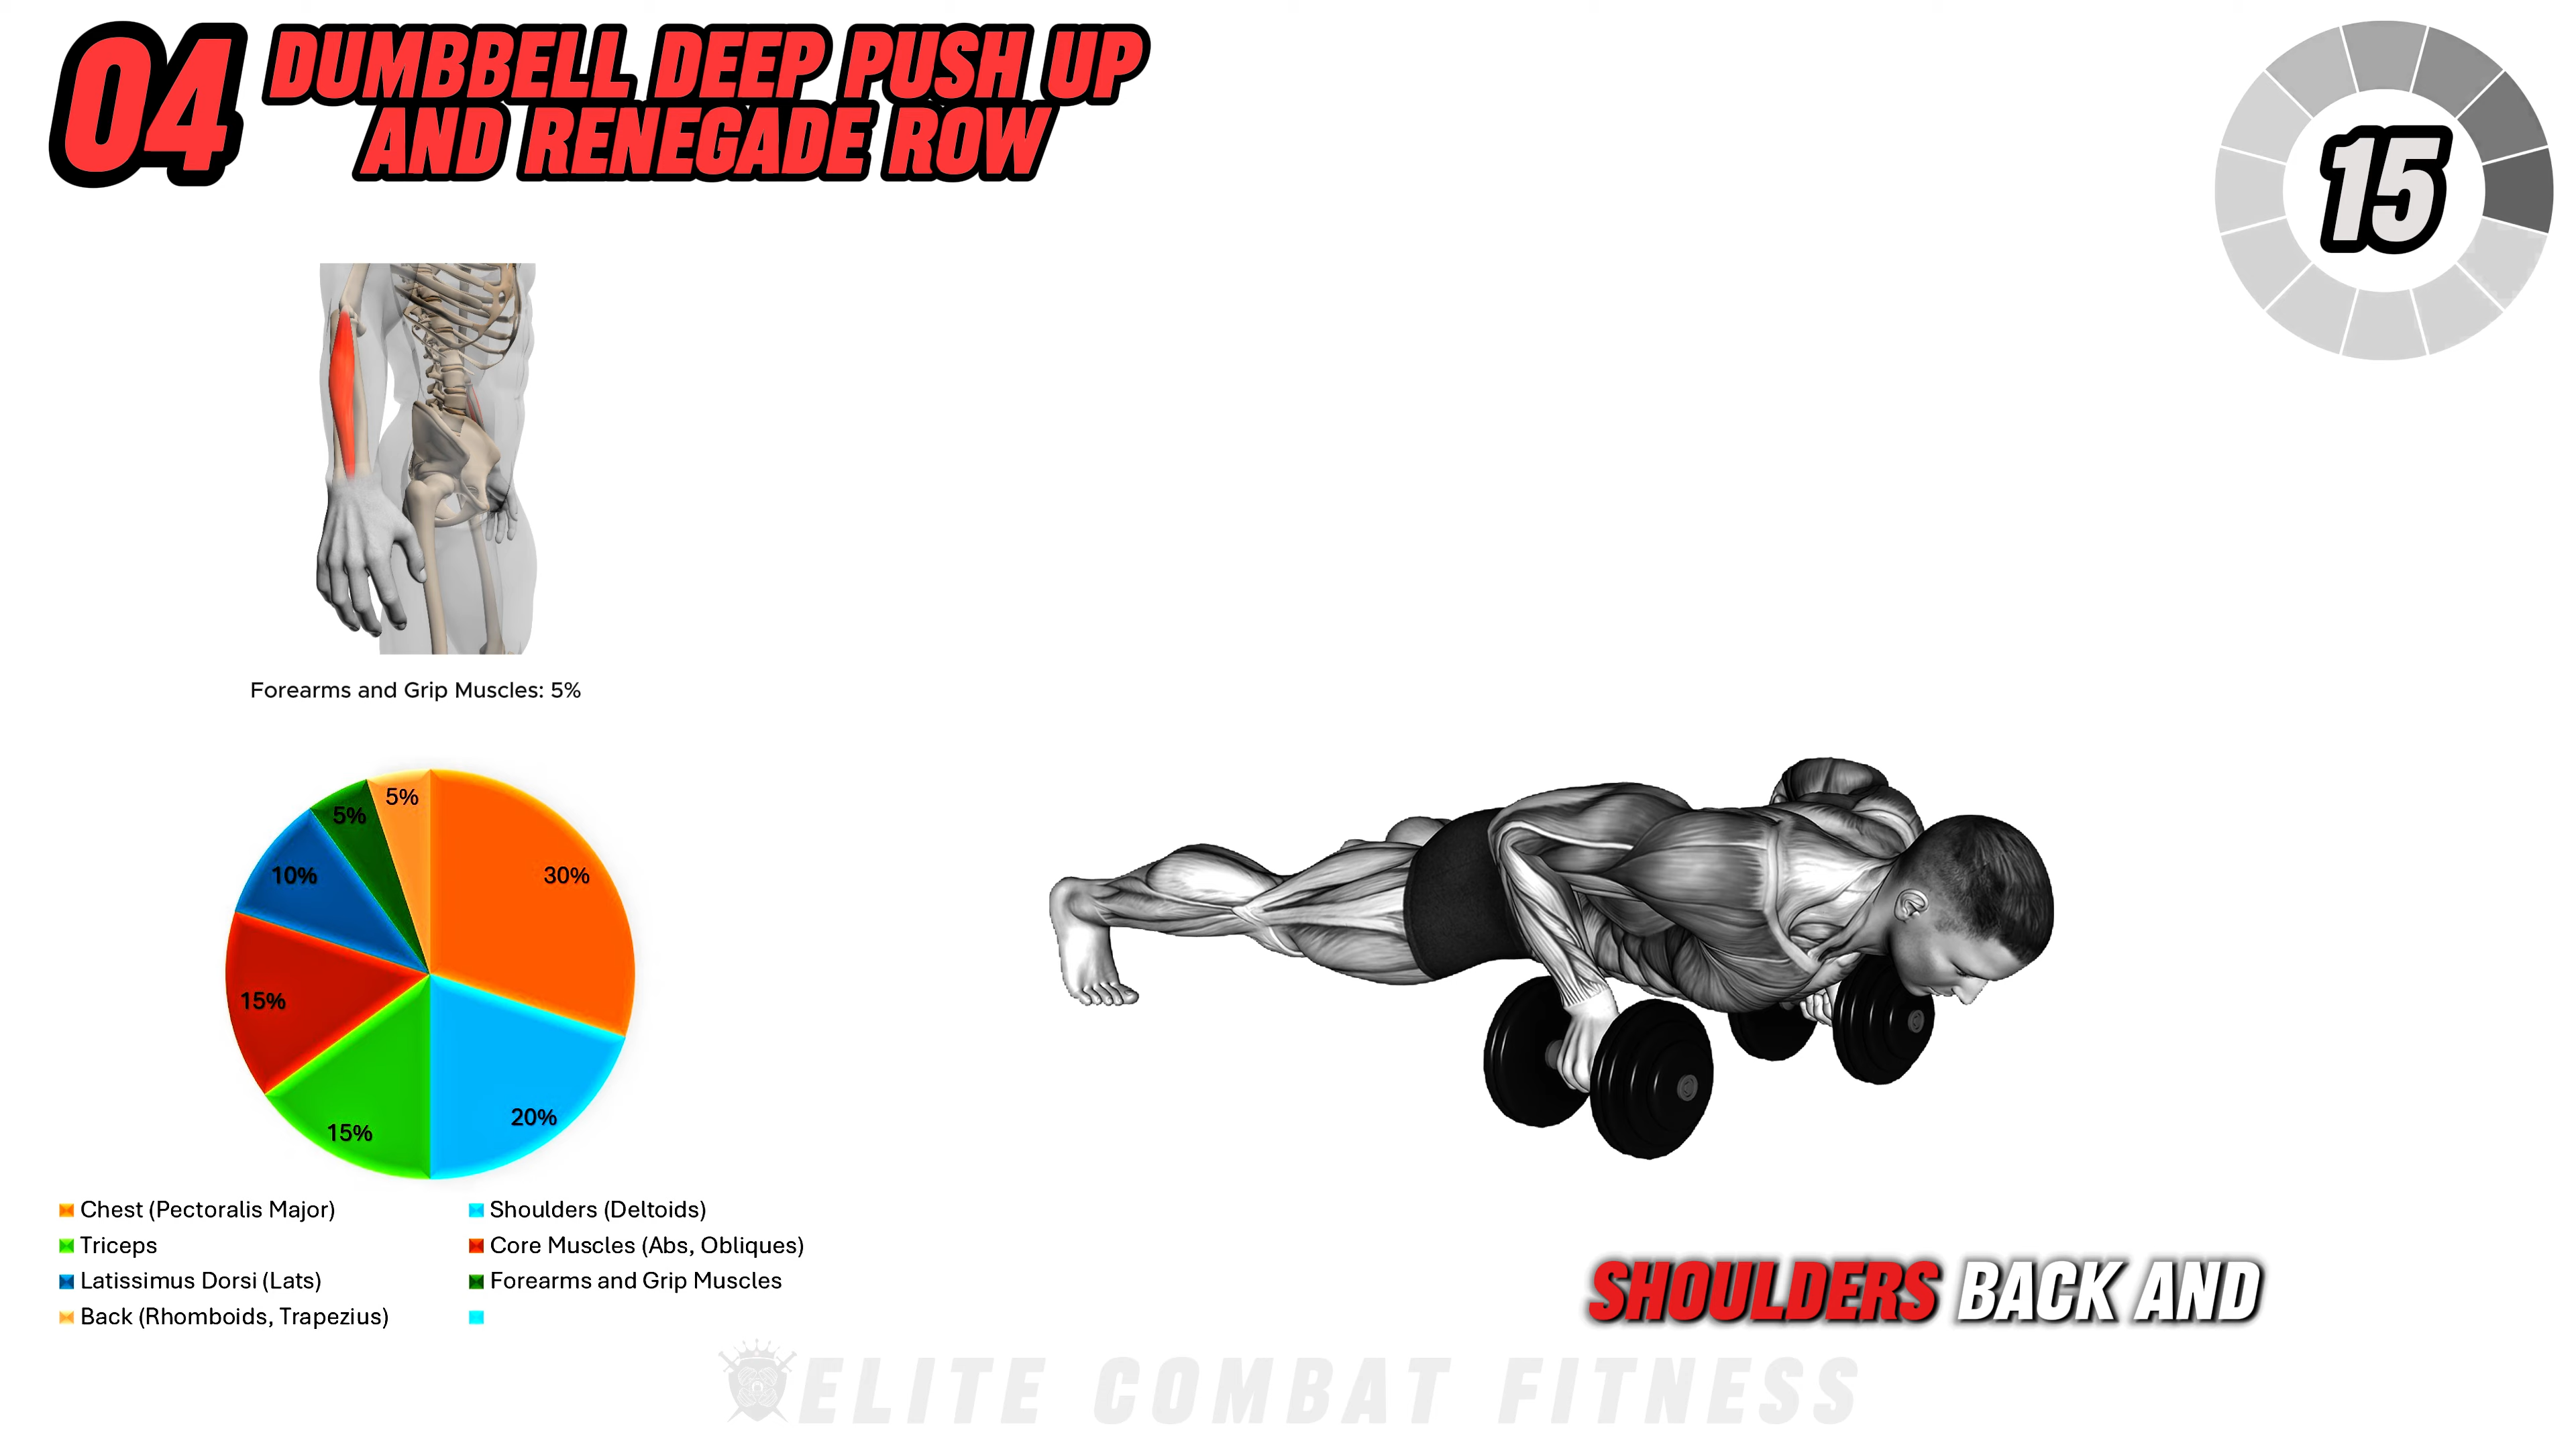 04
DUMBBELL DEEP PUSH UP
AND RENEGADE ROW
15
Forearms and Grip Muscles: 5%
5%
5%
30%
10%
15%
20%
15%
Chest (Pectoralis Major)
Shoulders (Deltoids)
Triceps
Core Muscles (Abs, Obliques)
Latissimus Dorsi (Lats)
Forearms and Grip Muscles
Back (Rhomboids, Trapezius)
SHOULDERS BACK AND
ELITE COMBAT FITNESS